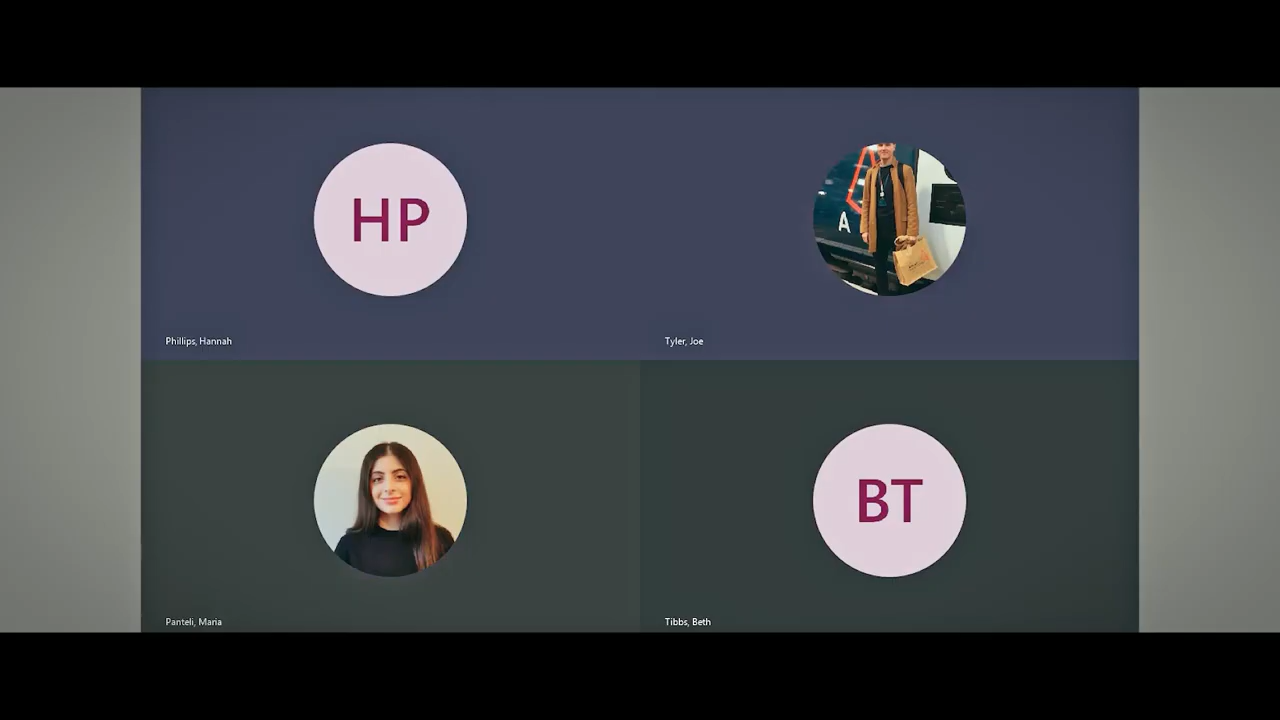 HP
A
Phillips, Hannah
Tyler, Joe
BT
Panteli, Maria
Tibbs, Beth